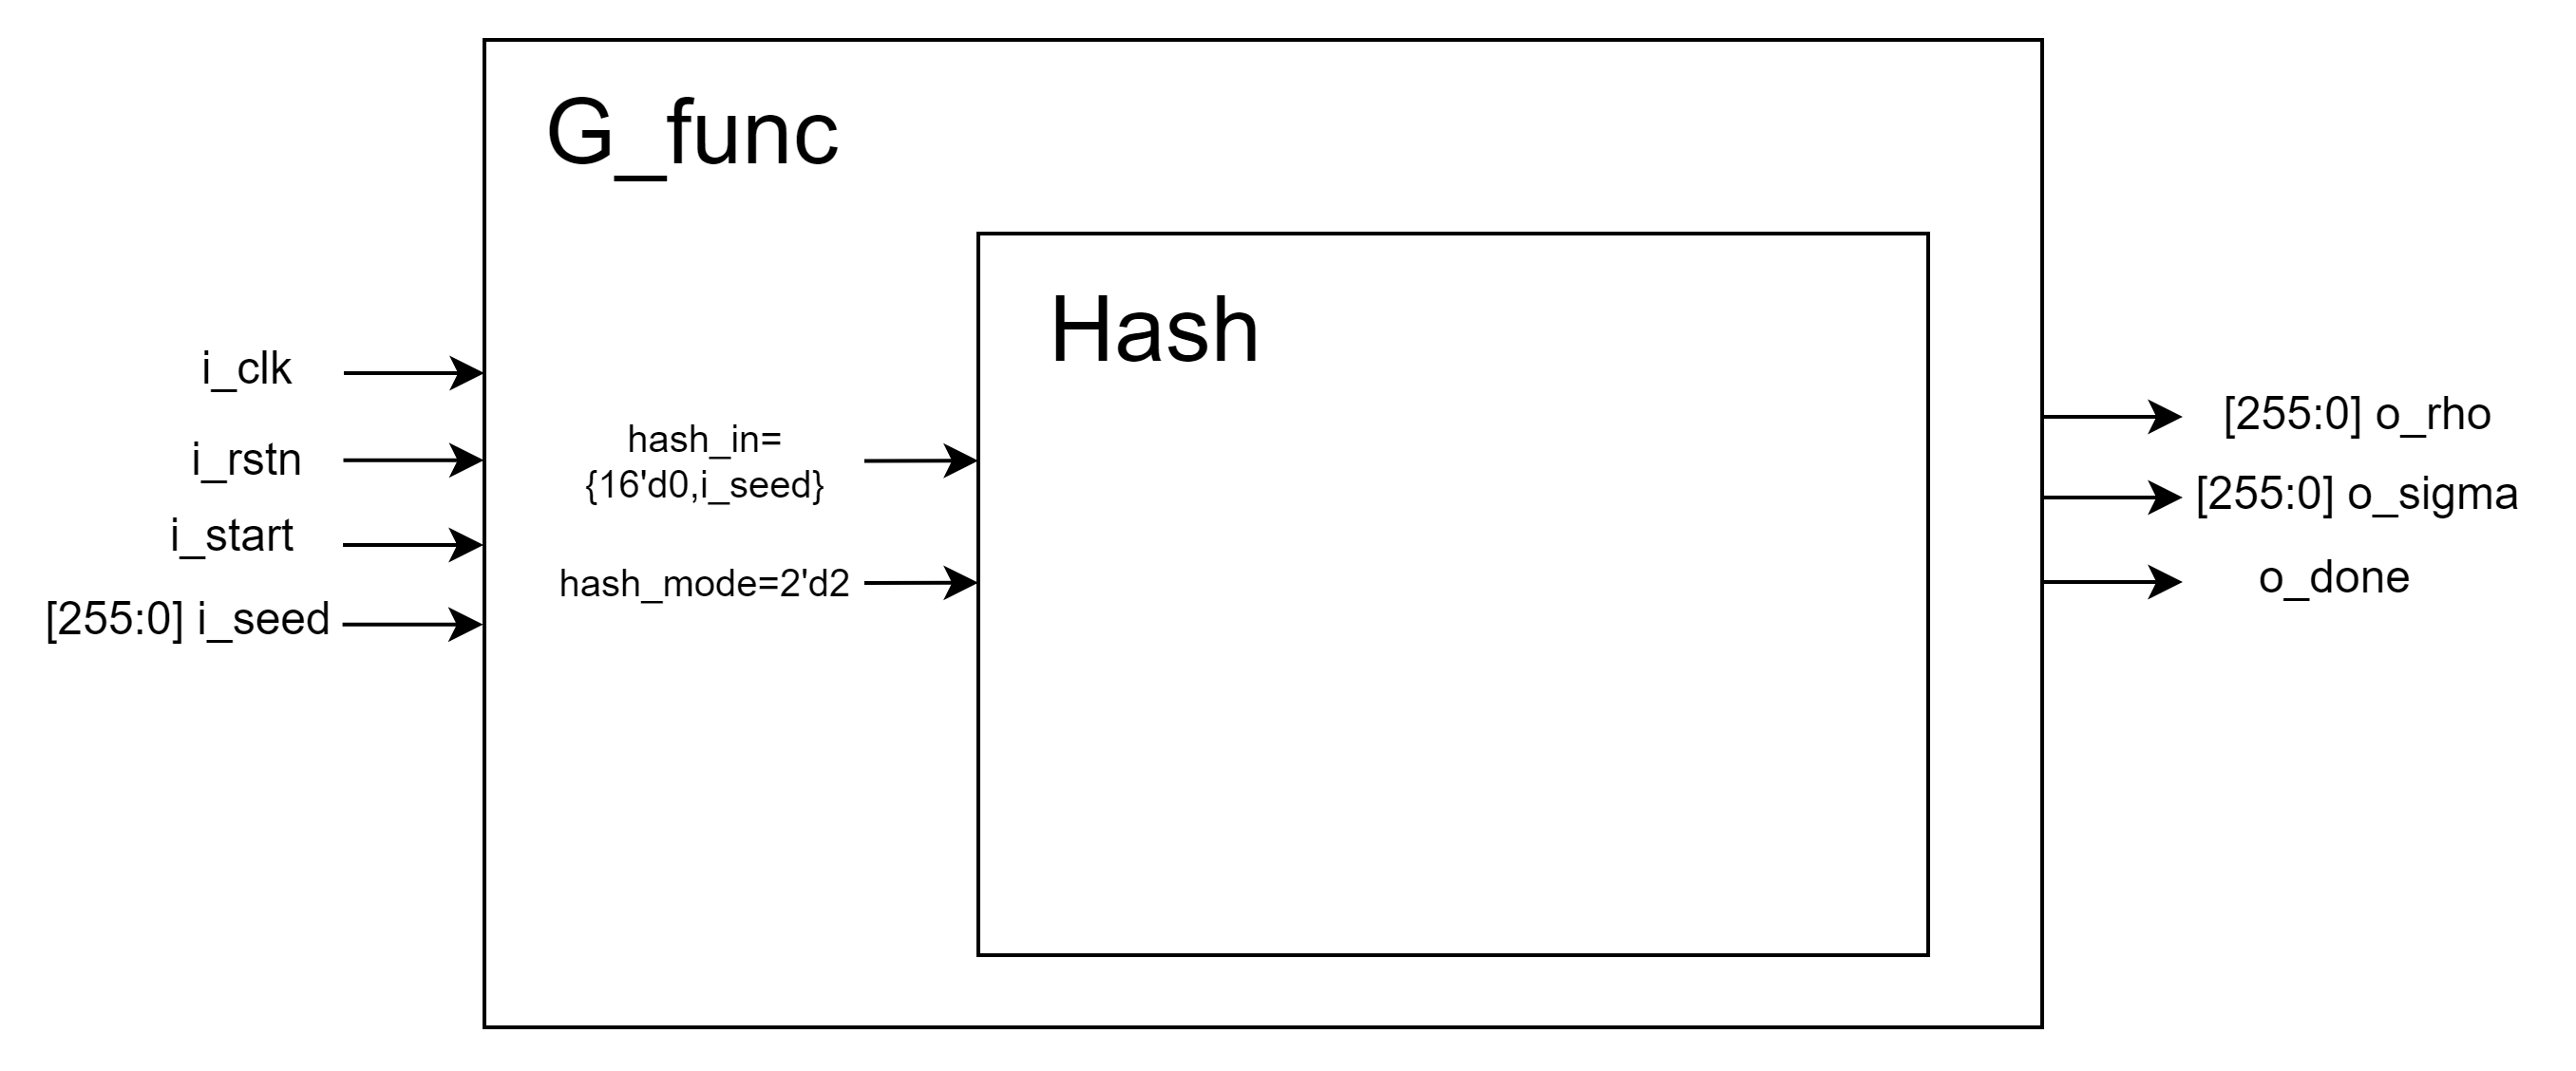 G_func
Hash
i_clk
i_rstn
i_start
[255:0] i_seed
hash_in=
{16'd0,i_seed}
hash_mode=2'd2
[255:0] o_rho
[255:0] o_sigma
o_done